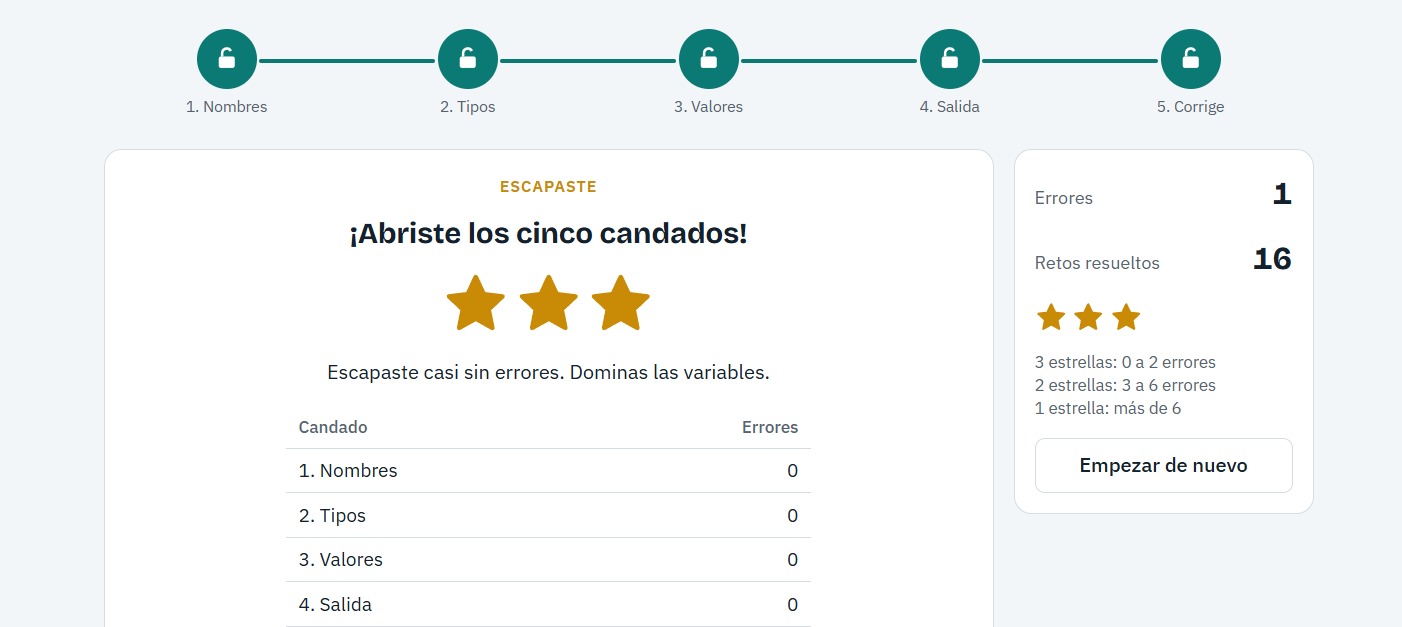 1. Nombres
2. Tipos
3. Valores
4. Salida
5. Corrige
ESCAPASTE
¡Abriste los cinco candados!
Escapaste casi sin errores. Dominas las variables.
Candado Errores
1. Nombres 0
2. Tipos 0
3. Valores 0
4. Salida 0
Errores 1
Retos resueltos 16
3 estrellas: 0 a 2 errores
2 estrellas: 3 a 6 errores
1 estrella: más de 6
Empezar de nuevo